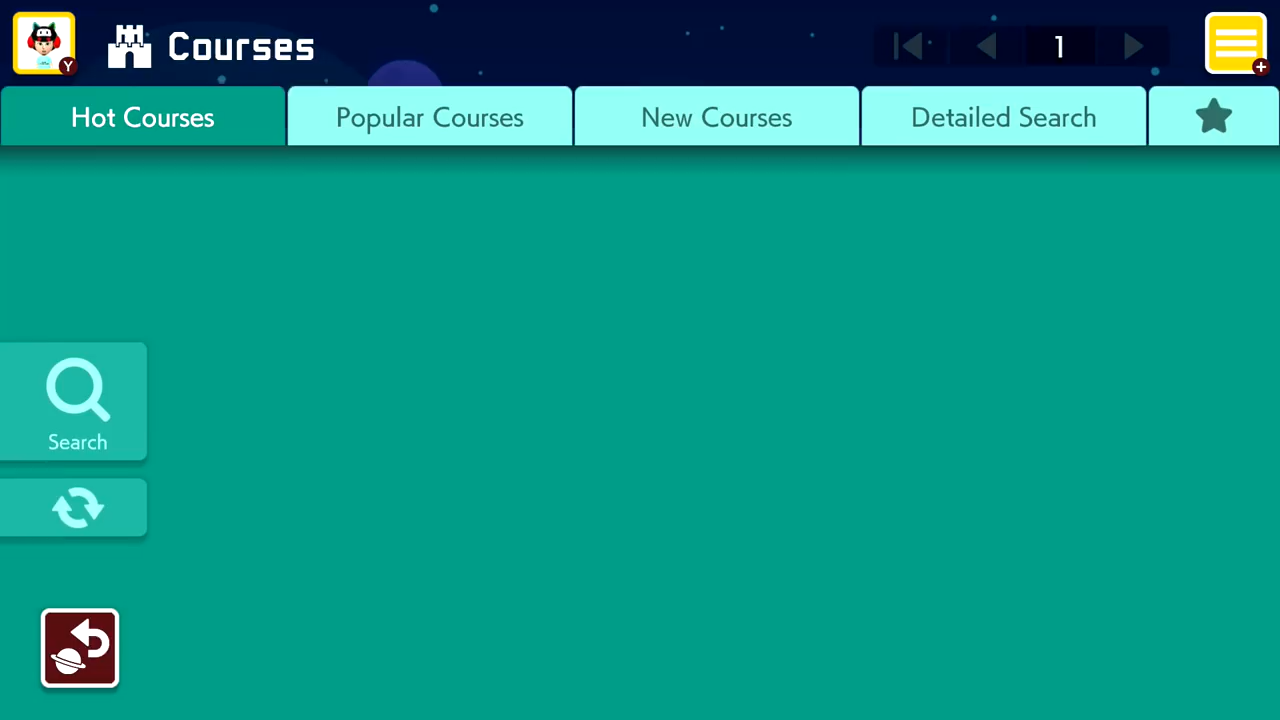 Courses
1
Y
+
Hot Courses
Popular Courses
New Courses
Detailed Search
Search